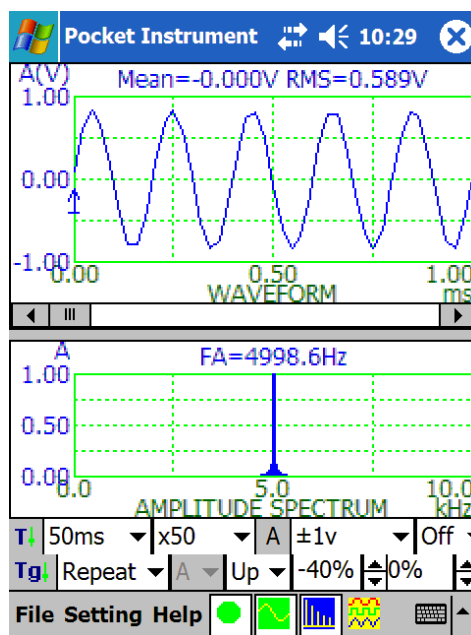 Pocket Instrument 10:29
A(V) Mean=-0.000V RMS=0.589V
1.00
0.00
-1.00
0.00 0.50 1.00
WAVEFORM ms
A FA=4998.6Hz
1.00
0.50
0.00
0.0 5.0 10.0
AMPLITUDE SPECTRUM kHz
T 50ms x50 A ±1v Off
Tg Repeat A Up -40% 0%
File Setting Help